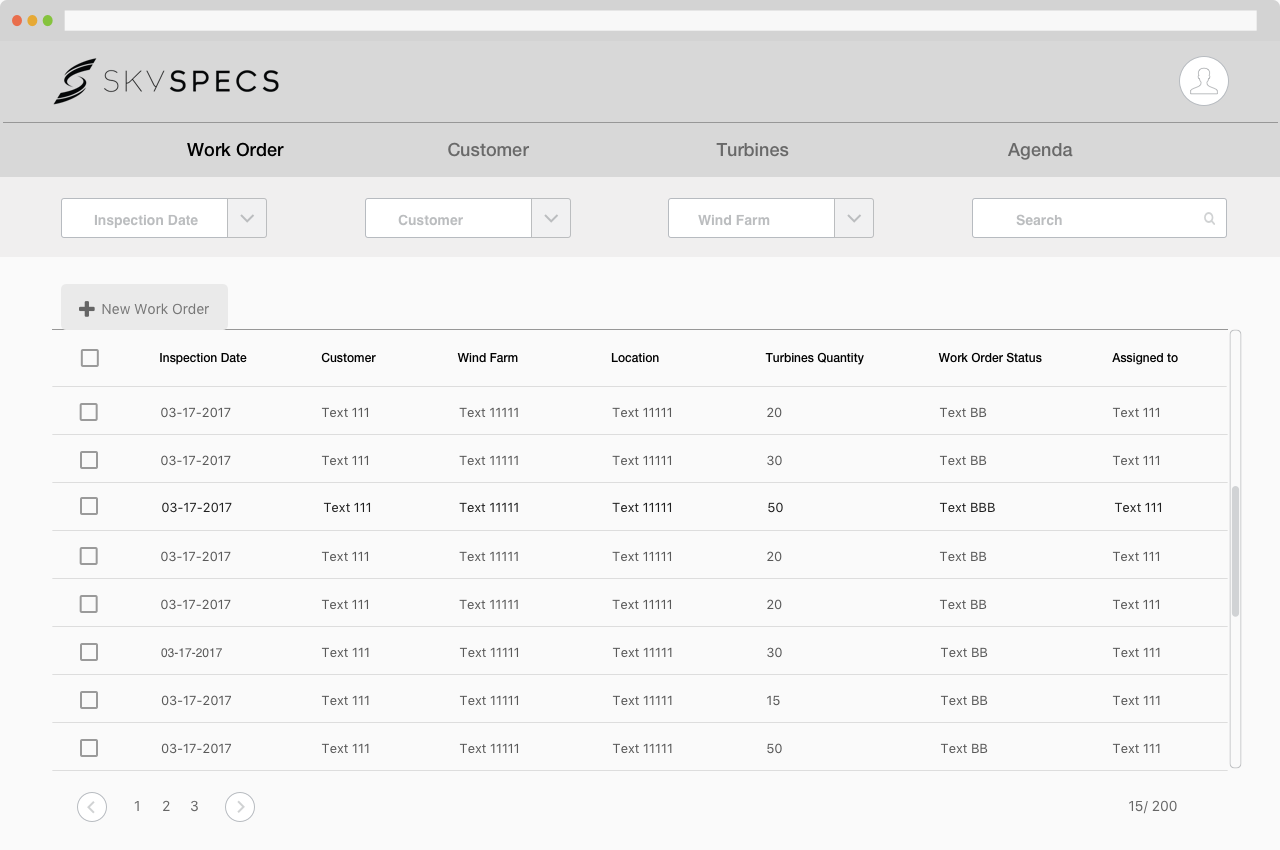 SKYSPECS
Work Order Customer Turbines Agenda
Inspection Date Customer Wind Farm Search
New Work Order
Inspection Date Customer Wind Farm Location Turbines Quantity Work Order Status Assigned to
03-17-2017 Text 111 Text 11111 Text 11111 20 Text BB Text 111
03-17-2017 Text 111 Text 11111 Text 11111 30 Text BB Text 111
03-17-2017 Text 111 Text 11111 Text 11111 50 Text BBB Text 111
03-17-2017 Text 111 Text 11111 Text 11111 20 Text BB Text 111
03-17-2017 Text 111 Text 11111 Text 11111 20 Text BB Text 111
03-17-2017 Text 111 Text 11111 Text 11111 30 Text BB Text 111
03-17-2017 Text 111 Text 11111 Text 11111 15 Text BB Text 111
03-17-2017 Text 111 Text 11111 Text 11111 50 Text BB Text 111
1 2 3 15/ 200